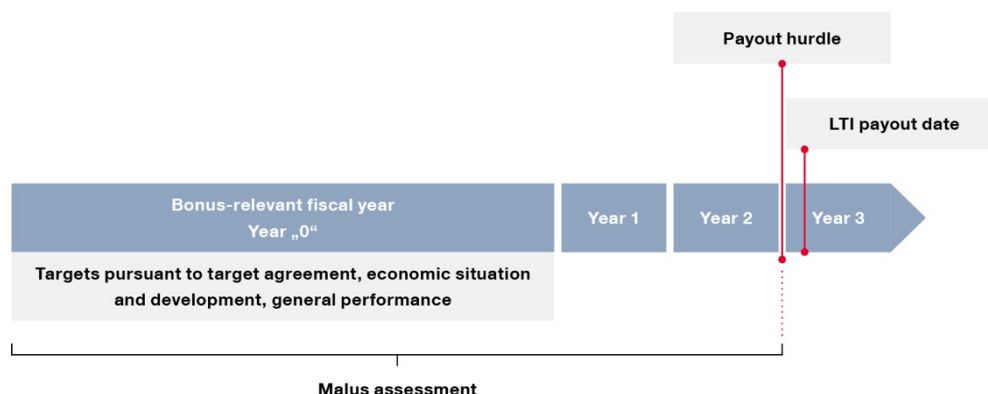 Payout hurdle
LTI payout date
Bonus-relevant fiscal year
Year „0“
Year 1
Year 2
Year 3
Targets pursuant to target agreement, economic situation
and development, general performance
Malus assessment